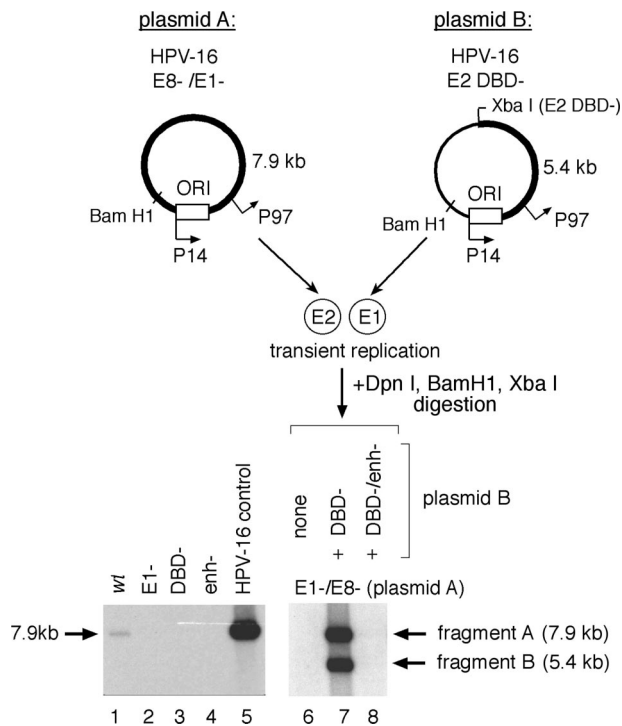 plasmid A:
HPV-16
E8- /E1-
7.9 kb
ORI
Bam H1
P97
P14
plasmid B:
HPV-16
E2 DBD-
Xba I (E2 DBD-)
5.4 kb
ORI
Bam H1
P97
P14
E2 E1
transient replication
+Dpn I, BamH1, Xba I
digestion
none
+ DBD-
+ DBD-/enh-
plasmid B
wt
E1-
DBD-
enh-
HPV-16 control
E1-/E8- (plasmid A)
7.9kb
fragment A (7.9 kb)
fragment B (5.4 kb)
1 2 3 4 5 6 7 8